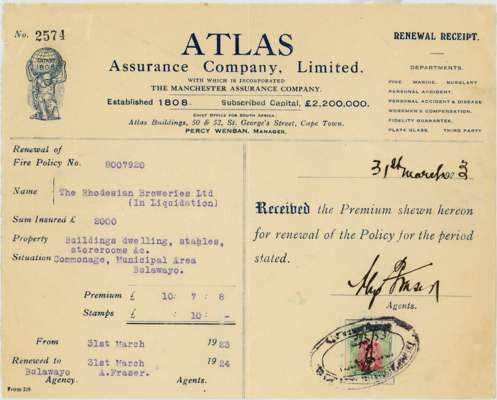 No. 2574
ATLAS
Assurance Company, Limited.
WITH WHICH IS INCORPORATED
THE MANCHESTER ASSURANCE COMPANY.
Established 1808. Subscribed Capital, £2,200,000.
CHIEF OFFICE FOR SOUTH AFRICA:
Atlas Buildings, 50 & 52, St. George's Street, Cape Town.
PERCY WENBAN, MANAGER.
RENEWAL RECEIPT.
DEPARTMENTS.
FIRE, MARINE, BURGLARY
PERSONAL ACCIDENT.
PERSONAL ACCIDENT & DISEASE
WORKMEN'S COMPENSATION.
FIDELITY GUARANTEE.
PLATE GLASS, THIRD PARTY
Renewal of
Fire Policy No. 8007920
Name The Rhodesian Breweries Ltd
(In Liquidation)
Sum Insured £ 2000
Property Buildings dwelling, stables,
storerooms &c.
Situation Commonage, Municipal Area
Bulawayo.
Premium £ 10: 7 : 8
Stamps £ : 10 -
From 31st March 1923
Renewed to 31st March 1924
Bulawayo A.Fraser.
Agency. Agents.
31st March 23
Received the Premium shewn hereon
for renewal of the Policy for the period
stated.
Fraser
Agents.